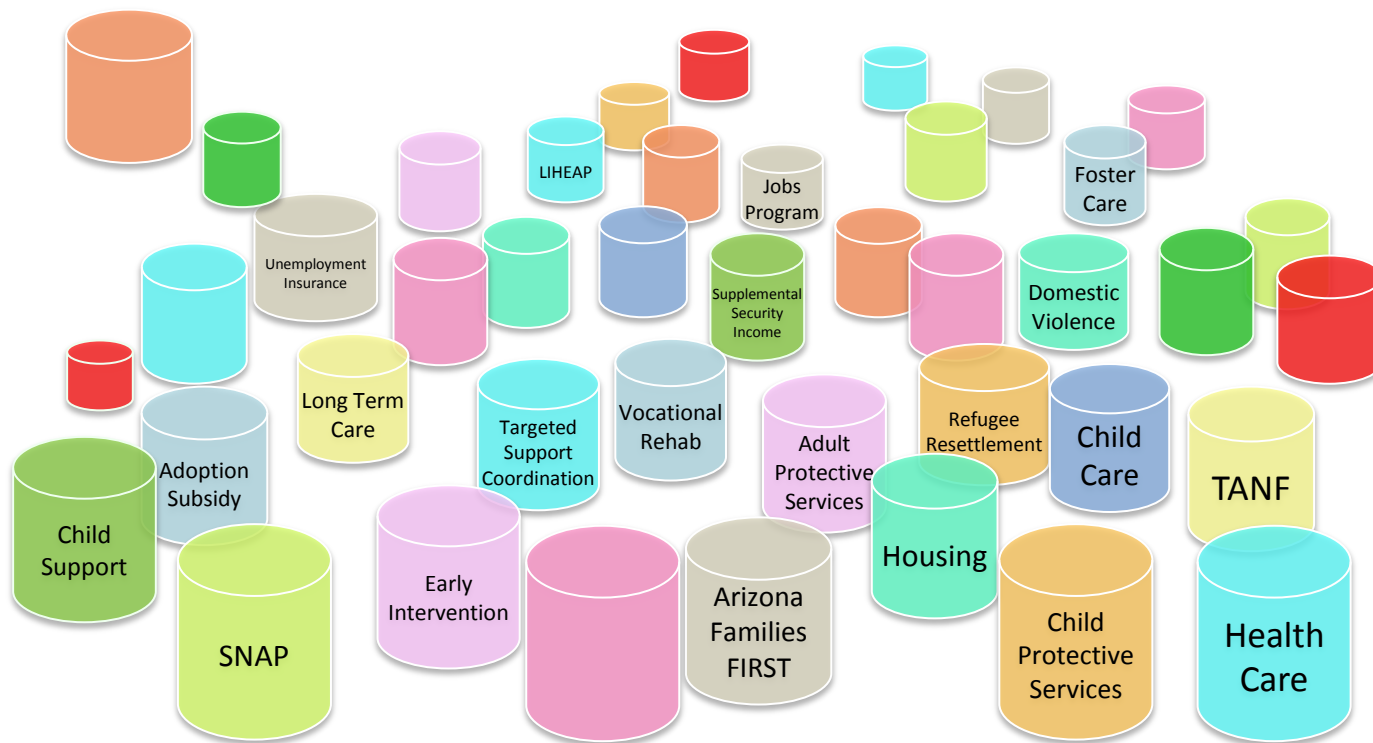 LIHEAP
Jobs
Program
Foster
Care
Unemployment
Insurance
Supplemental
Security
Income
Domestic
Violence
Long Term
Care
Targeted
Support
Coordination
Vocational
Rehab
Adult
Protective
Services
Refugee
Resettlement
Child
Care
TANF
Adoption
Subsidy
Child
Support
SNAP
Early
Intervention
Arizona
Families
FIRST
Housing
Child
Protective
Services
Health
Care